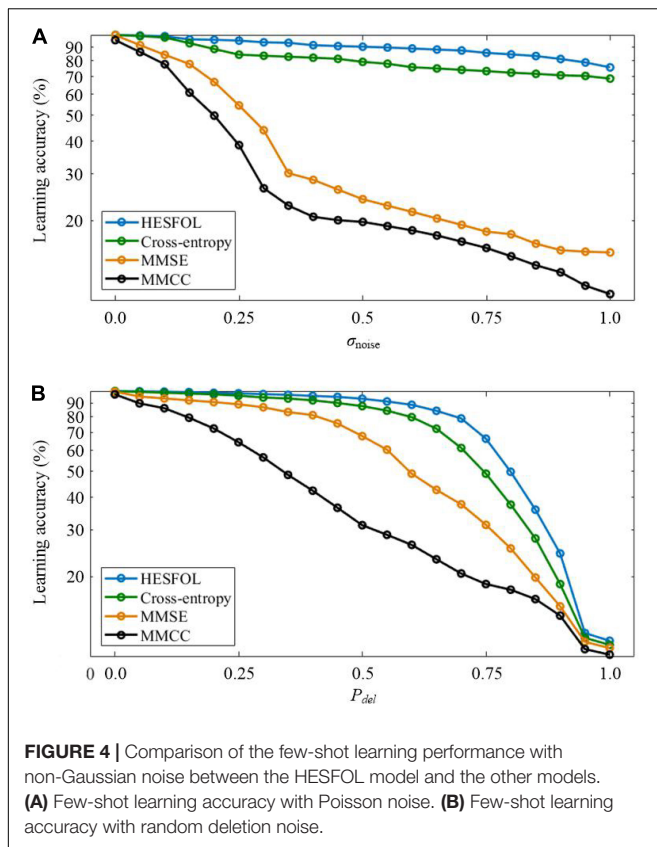 A
Learning accuracy (%)
90
80
70
60
50
40
30
20
HESFOL
Cross-entropy
MMSE
MMCC
0.0 0.25 0.5 0.75 1.0
σnoise
B
Learning accuracy (%)
90
80
70
60
50
40
30
20
HESFOL
Cross-entropy
MMSE
MMCC
0 0.0 0.25 0.5 0.75 1.0
Pdel
FIGURE 4 | Comparison of the few-shot learning performance with
non-Gaussian noise between the HESFOL model and the other models.
(A) Few-shot learning accuracy with Poisson noise. (B) Few-shot learning
accuracy with random deletion noise.